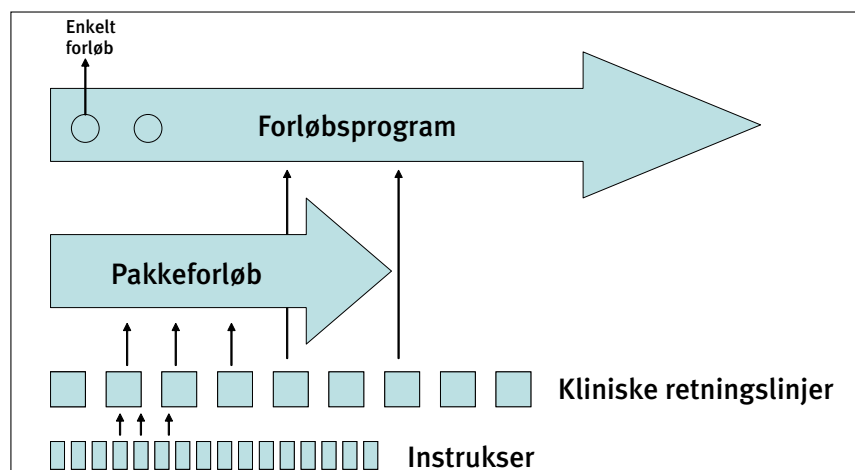 Enkelt
forløb
Forløbsprogram
Pakkeforløb
Kliniske retningslinjer
Instrukser